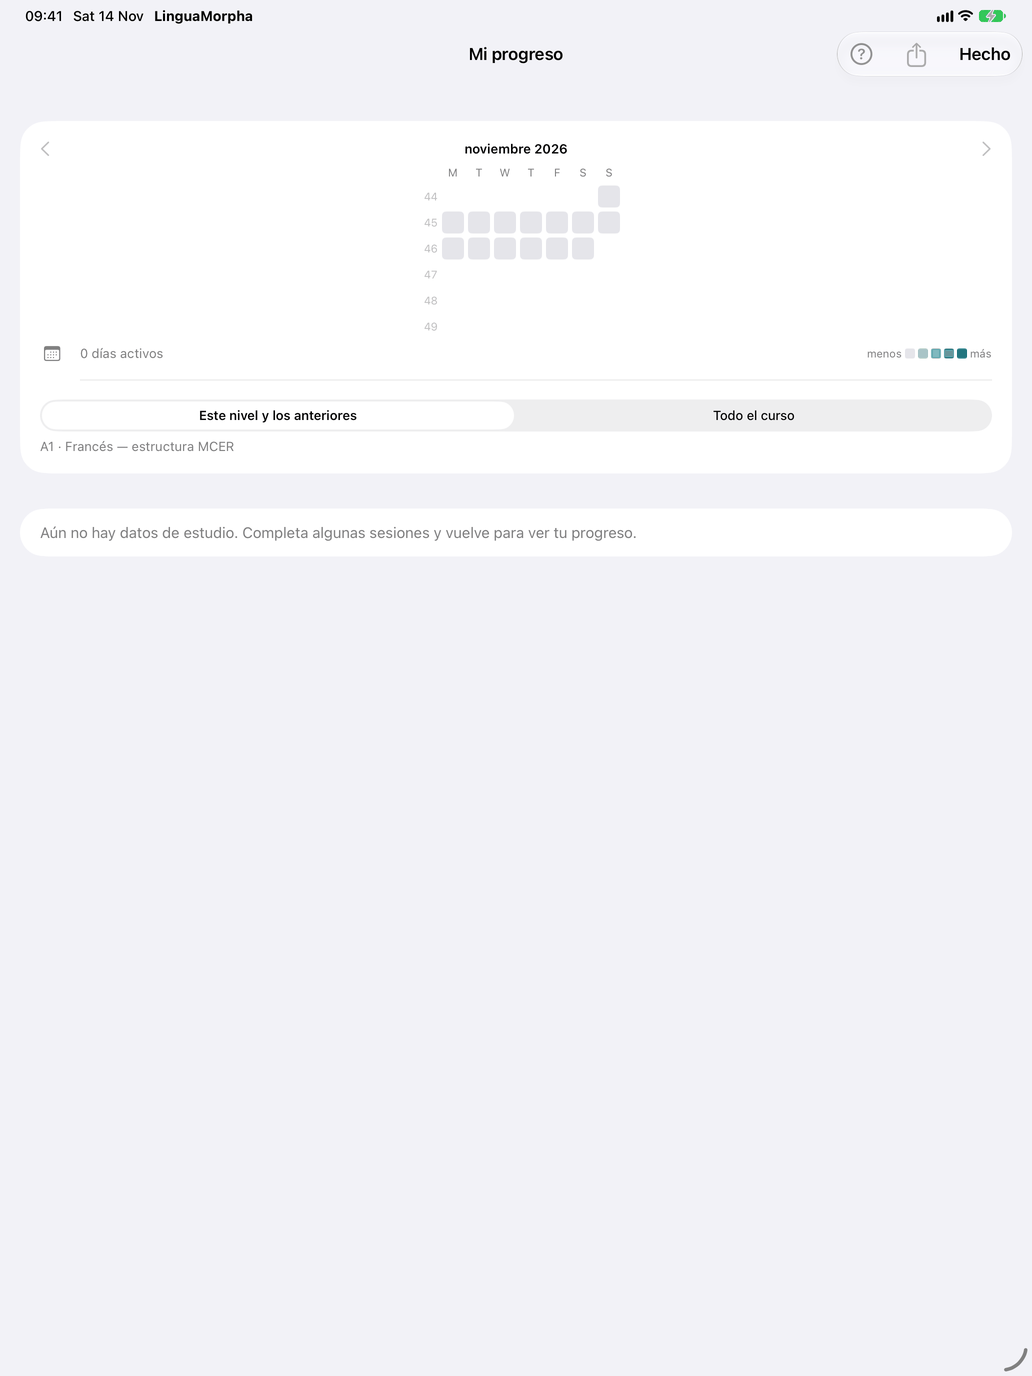 09:41 Sat 14 Nov LinguaMorpha
Mi progreso
Hecho
noviembre 2026
M T W T F S S
44
45
46
47
48
49
0 días activos
menos más
Este nivel y los anteriores
Todo el curso
A1 · Francés — estructura MCER
Aún no hay datos de estudio. Completa algunas sesiones y vuelve para ver tu progreso.